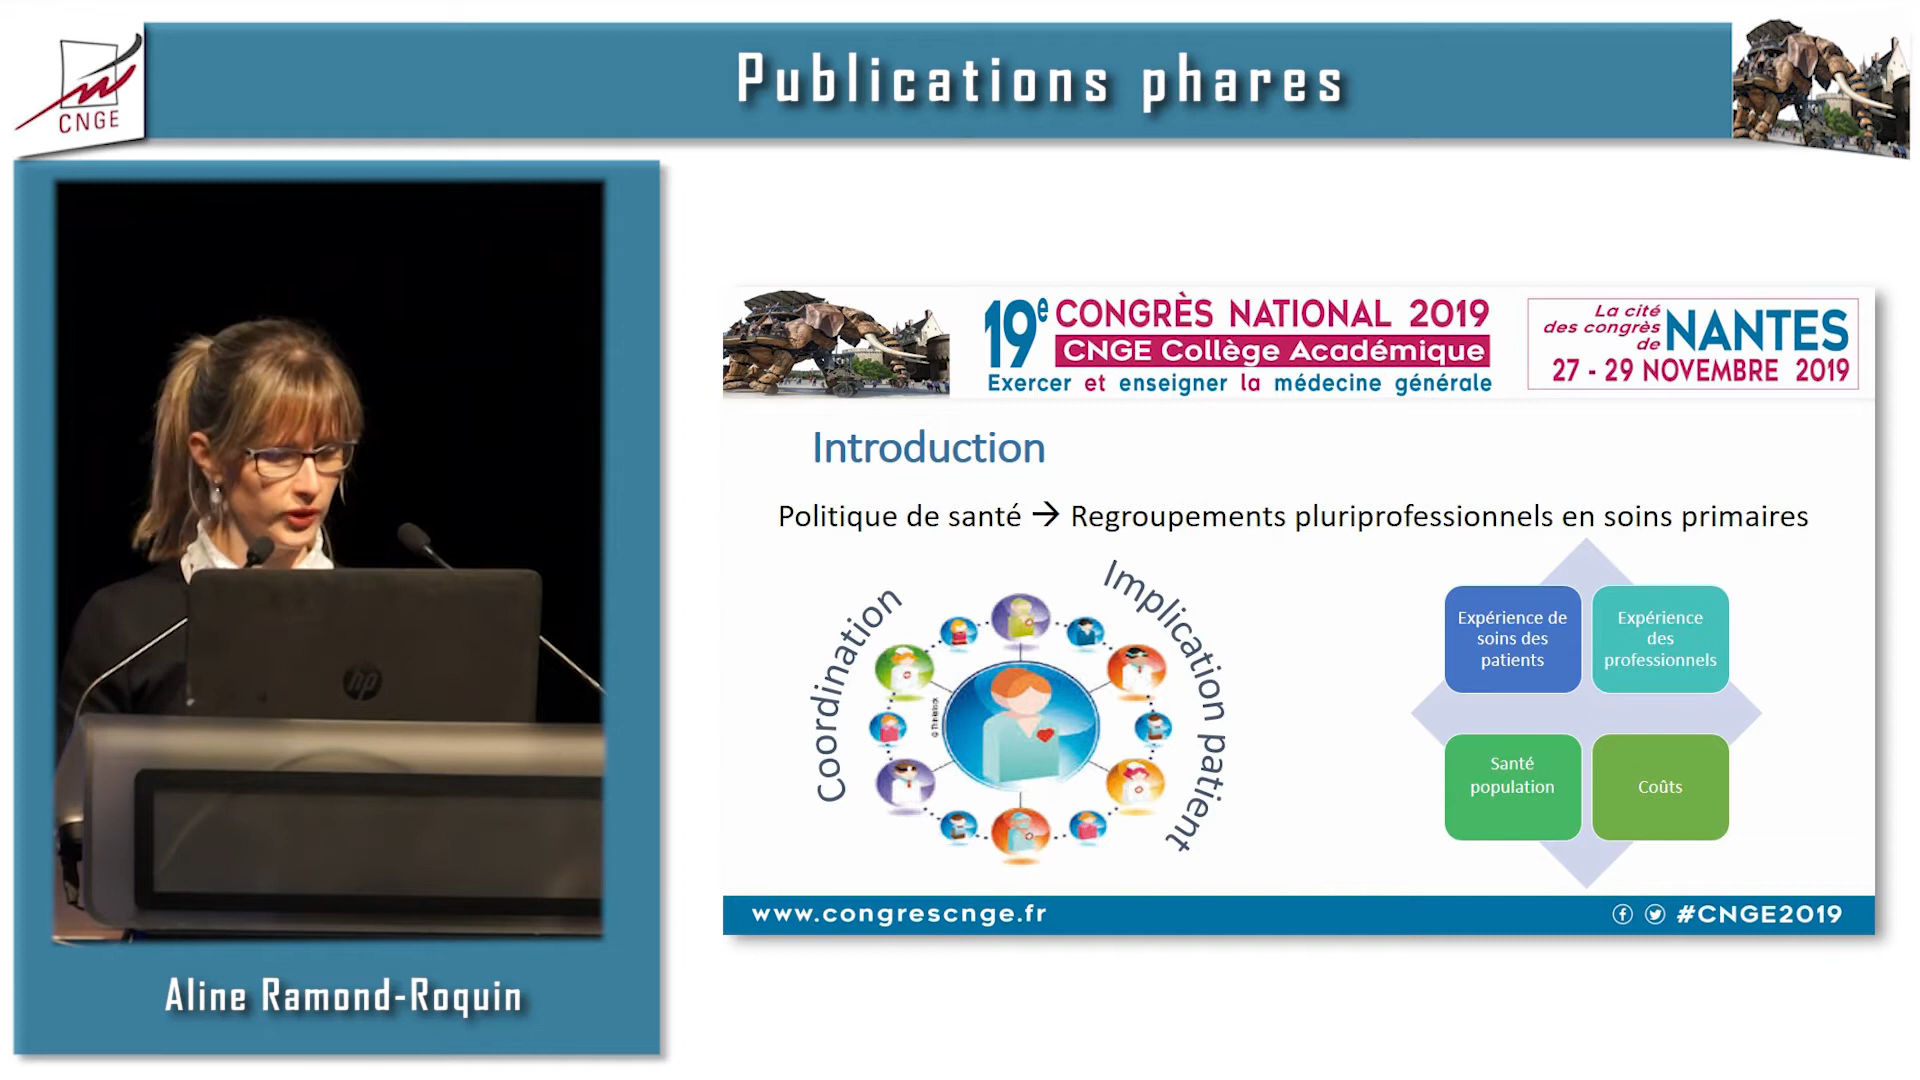 Publications phares
CNGE
19e CONGRÈS NATIONAL 2019
CNGE Collège Académique
Exercer et enseigner la médecine générale
La cité
des congrès
de
NANTES
27 - 29 NOVEMBRE 2019
Introduction
Politique de santé → Regroupements pluriprofessionnels en soins primaires
Coordination
Implication patient
© Thinkstock
Expérience de
soins des
patients
Expérience
des
professionnels
Santé
population
Coûts
www.congrescnge.fr
#CNGE2019
hp
Aline Ramond-Roquin